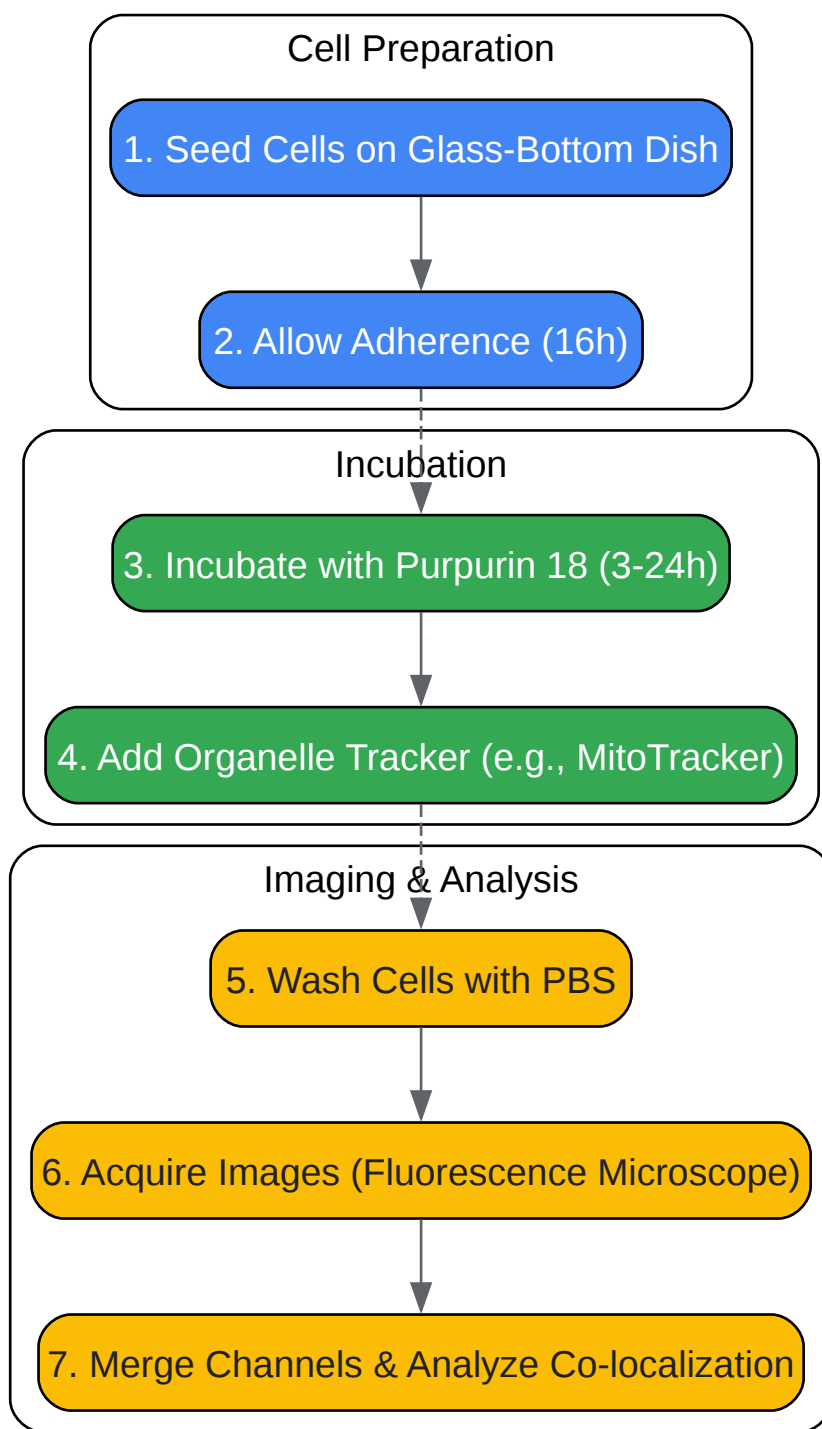 Cell Preparation
1. Seed Cells on Glass-Bottom Dish
2. Allow Adherence (16h)
Incubation
3. Incubate with Purpurin 18 (3-24h)
4. Add Organelle Tracker (e.g., MitoTracker)
Imaging & Analysis
5. Wash Cells with PBS
6. Acquire Images (Fluorescence Microscope)
7. Merge Channels & Analyze Co-localization